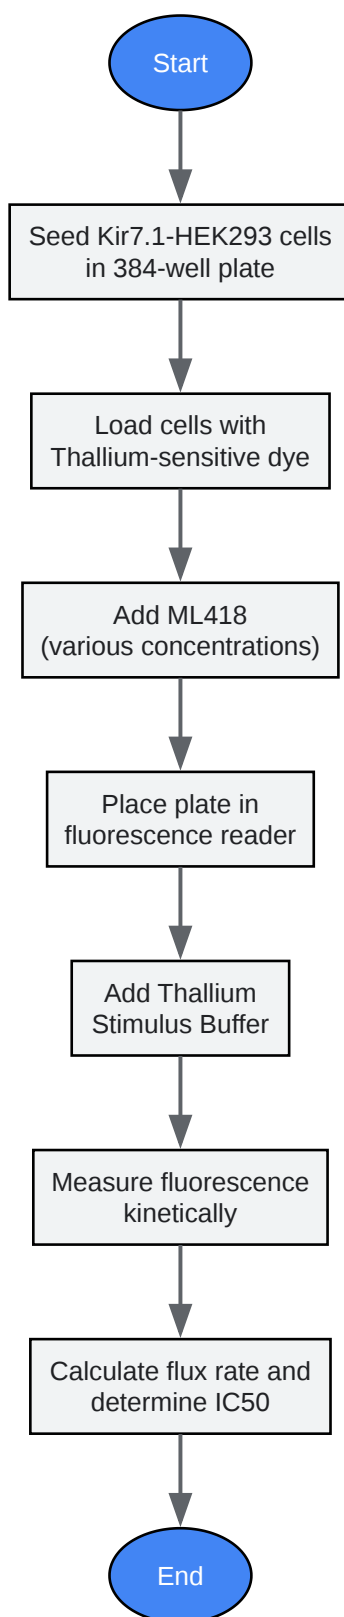 Start
Seed Kir7.1-HEK293 cells
in 384-well plate
Load cells with
Thallium-sensitive dye
Add ML418
(various concentrations)
Place plate in
fluorescence reader
Add Thallium
Stimulus Buffer
Measure fluorescence
kinetically
Calculate flux rate and
determine IC50
End